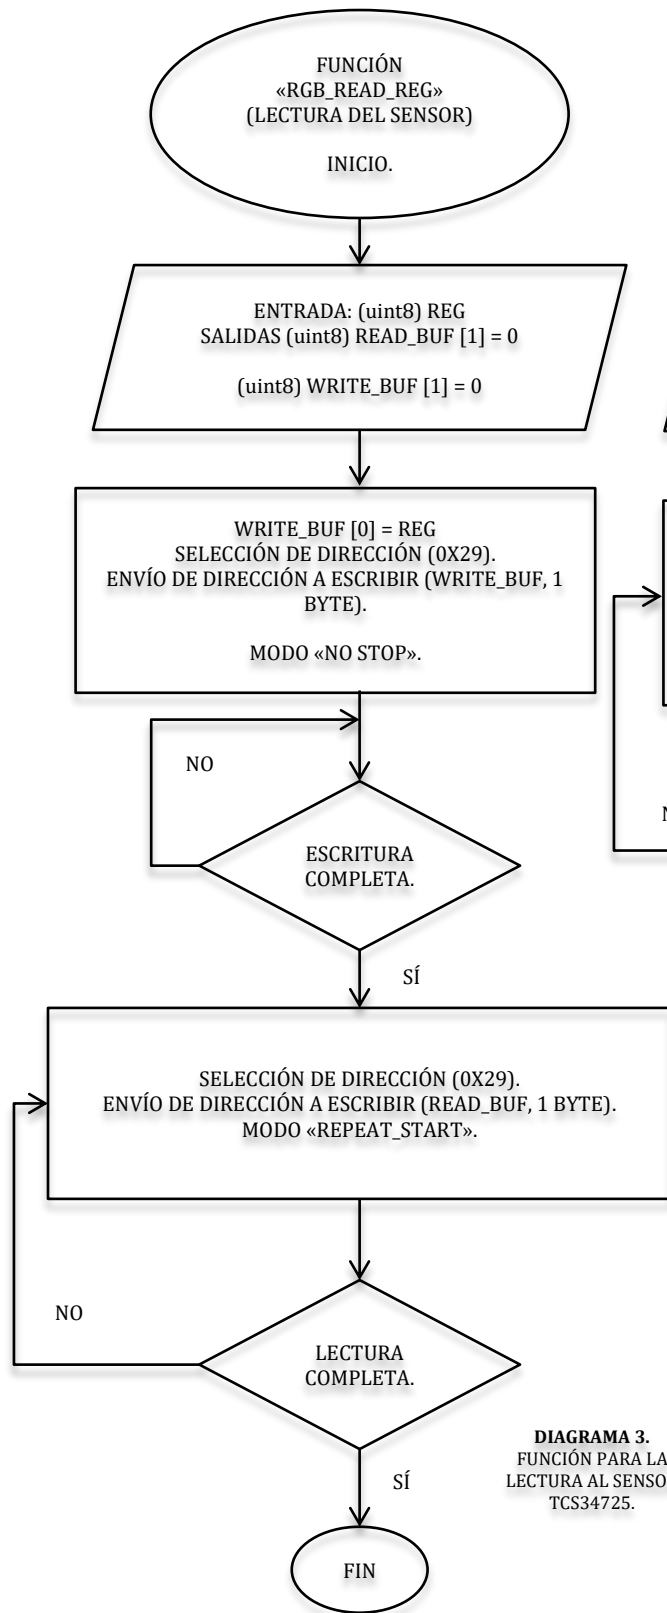 FUNCIÓN
«RGB_READ_REG»
(LECTURA DEL SENSOR)
INICIO.
ENTRADA: (uint8) REG
SALIDAS (uint8) READ_BUF [1] = 0
(uint8) WRITE_BUF [1] = 0
WRITE_BUF [0] = REG
SELECCIÓN DE DIRECCIÓN (0X29).
ENVÍO DE DIRECCIÓN A ESCRIBIR (WRITE_BUF, 1
BYTE).
MODO «NO STOP».
NO
ESCRITURA
COMPLETA.
SÍ
SELECCIÓN DE DIRECCIÓN (0X29).
ENVÍO DE DIRECCIÓN A ESCRIBIR (READ_BUF, 1 BYTE).
MODO «REPEAT_START».
NO
LECTURA
COMPLETA.
SÍ
FIN
DIAGRAMA 3.
FUNCIÓN PARA LA
LECTURA AL SENSO
TCS34725.